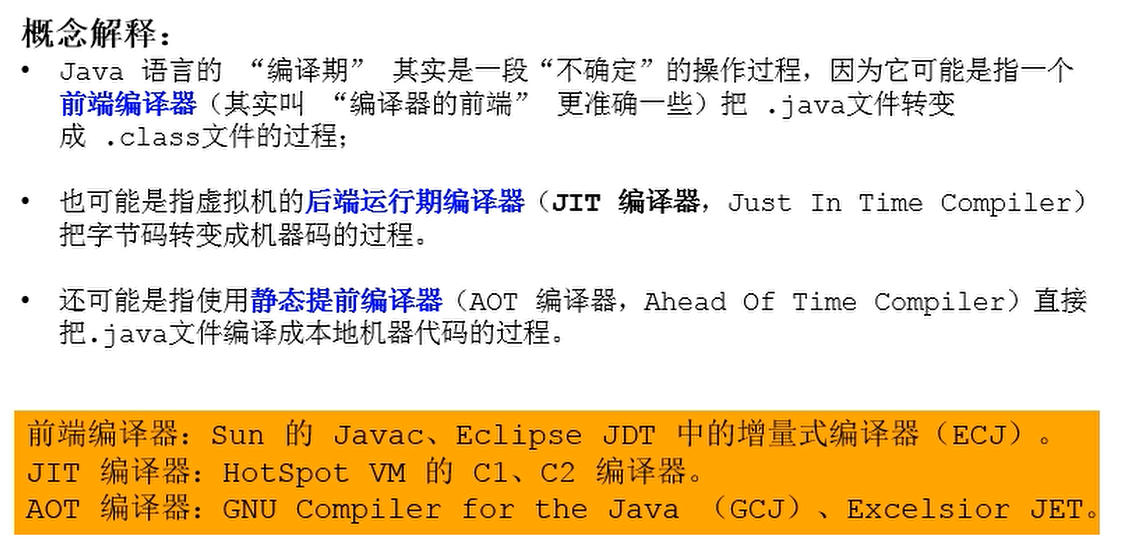 概念解释：
• Java 语言的 “编译期” 其实是一段“不确定”的操作过程，因为它可能是指一个
前端编译器（其实叫 “编译器的前端” 更准确一些）把 .java文件转变
成 .class文件的过程；
• 也可能是指虚拟机的后端运行期编译器（JIT 编译器，Just In Time Compiler）
把字节码转变成机器码的过程。
• 还可能是指使用静态提前编译器（AOT 编译器，Ahead Of Time Compiler）直接
把.java文件编译成本地机器代码的过程。
前端编译器：Sun 的 Javac、Eclipse JDT 中的增量式编译器（ECJ）。
JIT 编译器：HotSpot VM 的 C1、C2 编译器。
AOT 编译器：GNU Compiler for the Java （GCJ）、Excelsior JET。